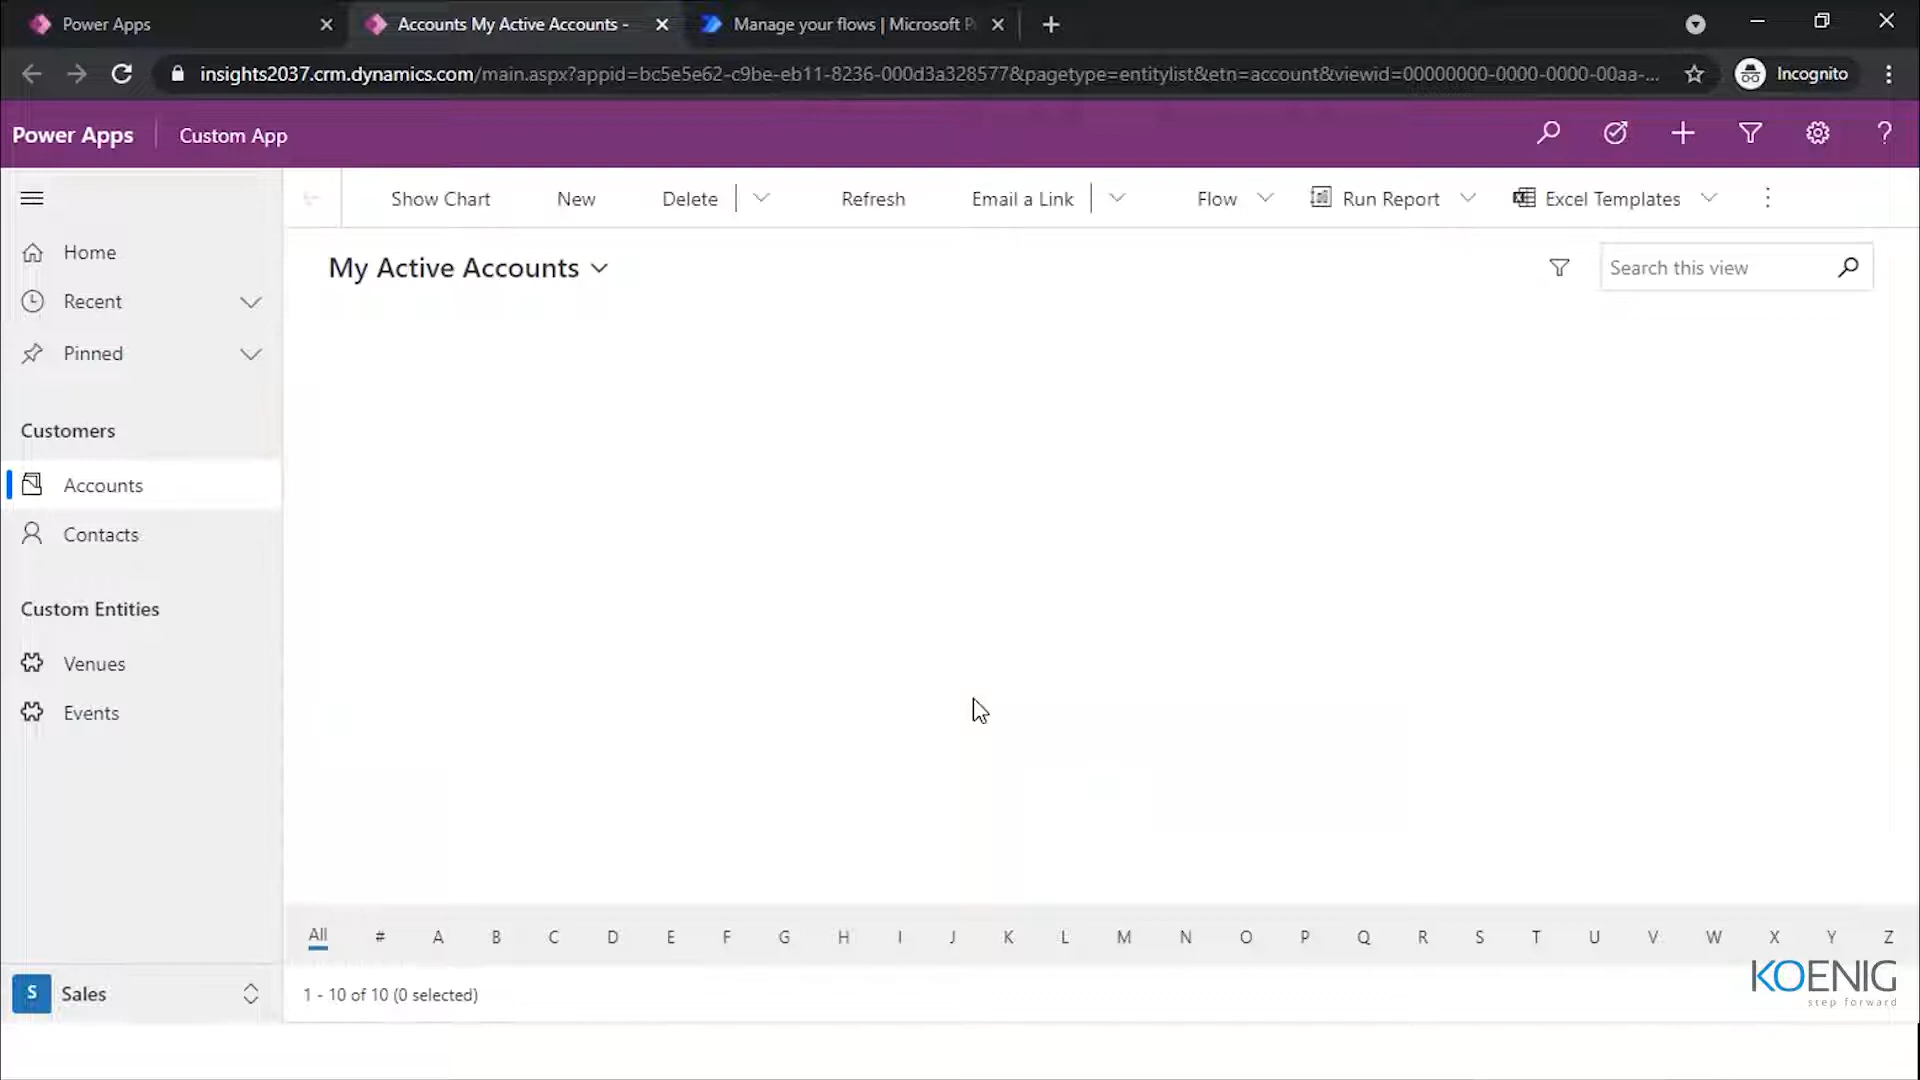 Power Apps
Accounts My Active Accounts -
Manage your flows | Microsoft P
insights2037.crm.dynamics.com/main.aspx?appid=bc5e5e62-c9be-eb11-8236-000d3a328577&pagetype=entitylist&etn=account&viewid=00000000-0000-0000-00aa-...
Incognito
Power Apps
Custom App
Show Chart
New
Delete
Refresh
Email a Link
Flow
Run Report
Excel Templates
Home
Recent
Pinned
Customers
Accounts
Contacts
Custom Entities
Venues
Events
S
Sales
My Active Accounts
Search this view
All # A B C D E F G H I J K L M N O P Q R S T U V W X Y Z
1 - 10 of 10 (0 selected)
KOENIG
step forward